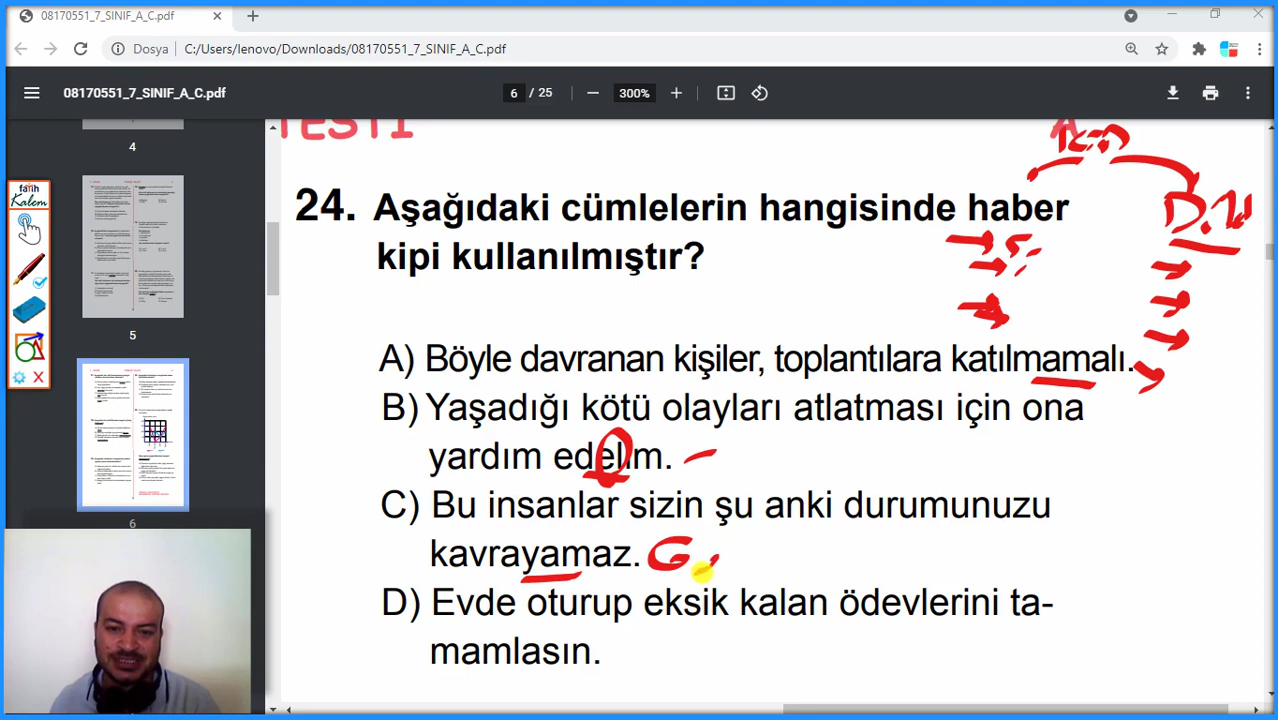 08170551_7_SINIF_A_C.pdf
Dosya C:/Users/lenovo/Downloads/08170551_7_SINIF_A_C.pdf
08170551_7_SINIF_A_C.pdf 6 / 25 300%
fatih
Kalem
4
5
6
TESTİ
24. Aşağıdaki cümlelerin hangisinde haber
kipi kullanılmıştır?
A) Böyle davranan kişiler, toplantılara katılmamalı.
B) Yaşadığı kötü olayları atlatması için ona
yardım edelim.
C) Bu insanlar sizin şu anki durumunuzu
kavrayamaz.
D) Evde oturup eksik kalan ödevlerini ta-
mamlasın.